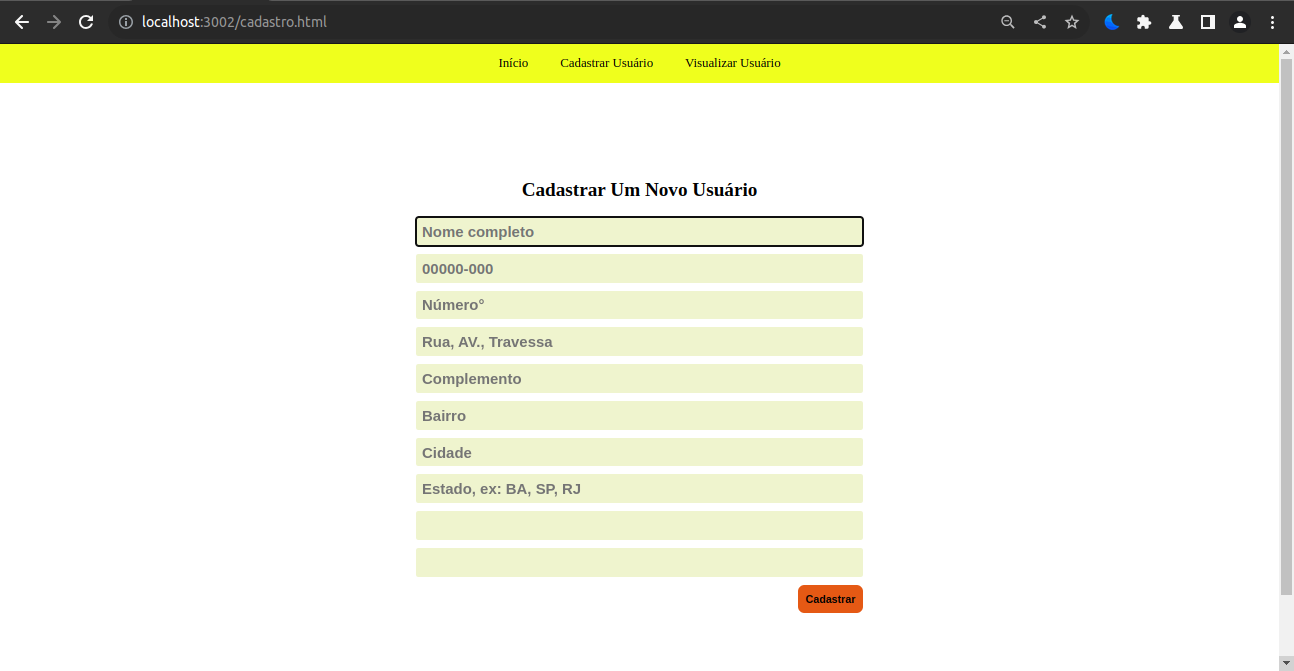 localhost:3002/cadastro.html
Início Cadastrar Usuário Visualizar Usuário
Cadastrar Um Novo Usuário
Nome completo
00000-000
Número°
Rua, AV., Travessa
Complemento
Bairro
Cidade
Estado, ex: BA, SP, RJ
Cadastrar